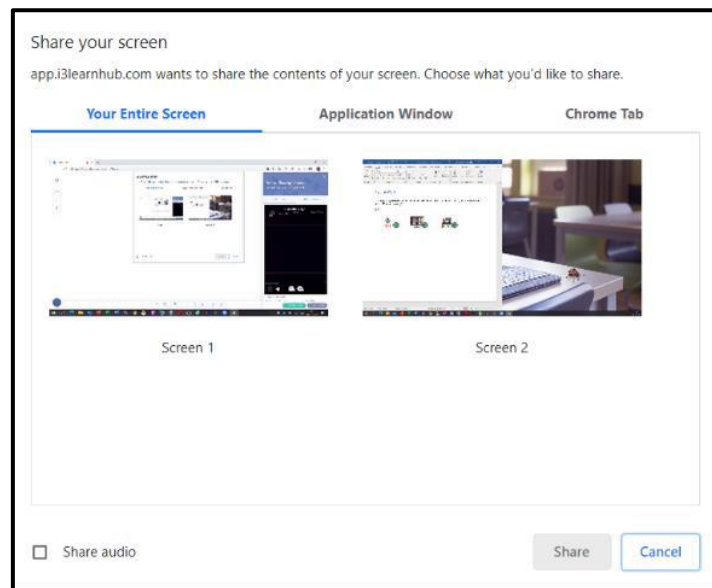 Share your screen
app.i3learnhub.com wants to share the contents of your screen. Choose what you'd like to share.
Your Entire Screen
Application Window
Chrome Tab
Screen 1
Screen 2
Share audio
Share
Cancel